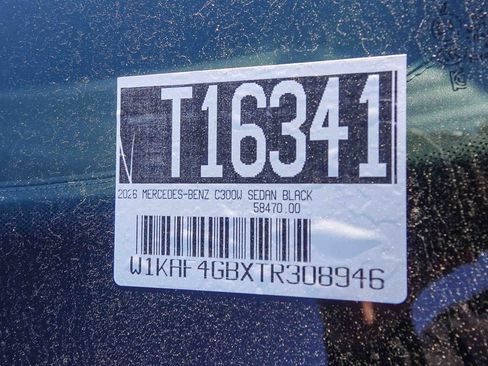 T16341
2026 MERCEDES-BENZ C300W SEDAN BLACK
58470.00
W1KAF4GBXTR308946